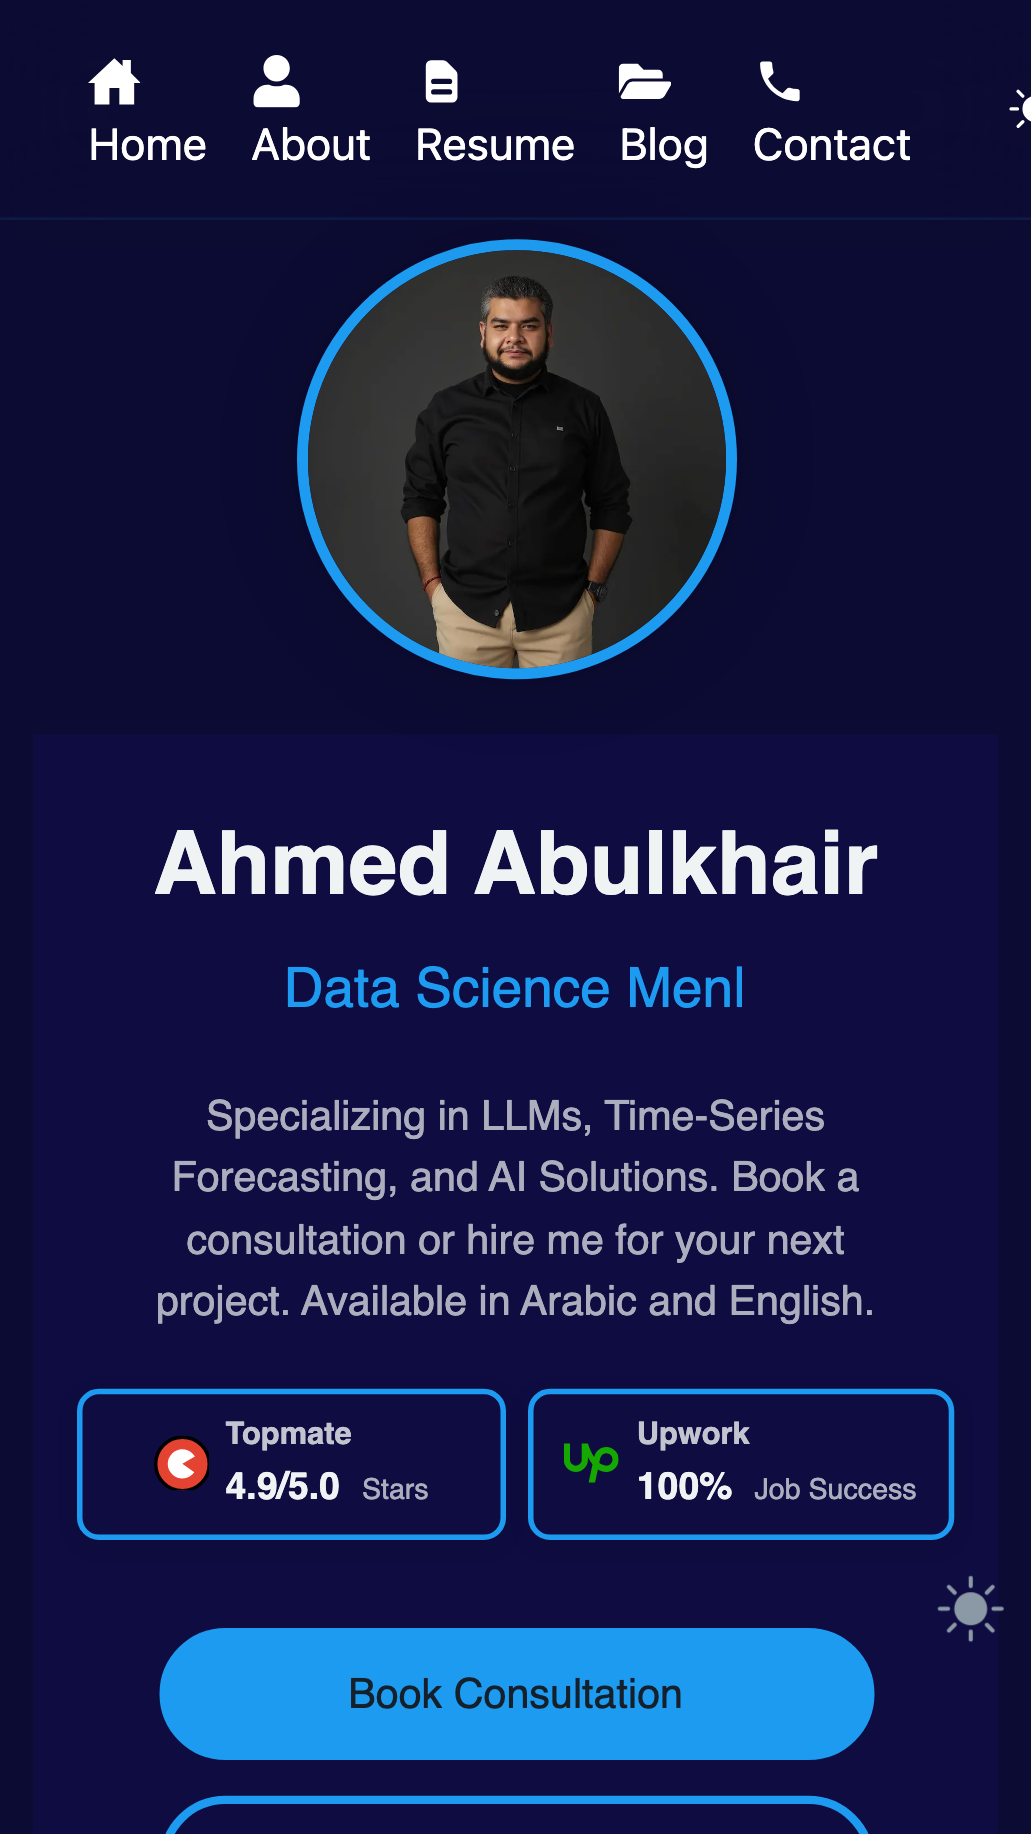 Home About Resume Blog Contact
Ahmed Abulkhair
Data Science Menl
Specializing in LLMs, Time-Series
Forecasting, and AI Solutions. Book a
consultation or hire me for your next
project. Available in Arabic and English.
Topmate
4.9/5.0 Stars
up Upwork
100% Job Success
Book Consultation